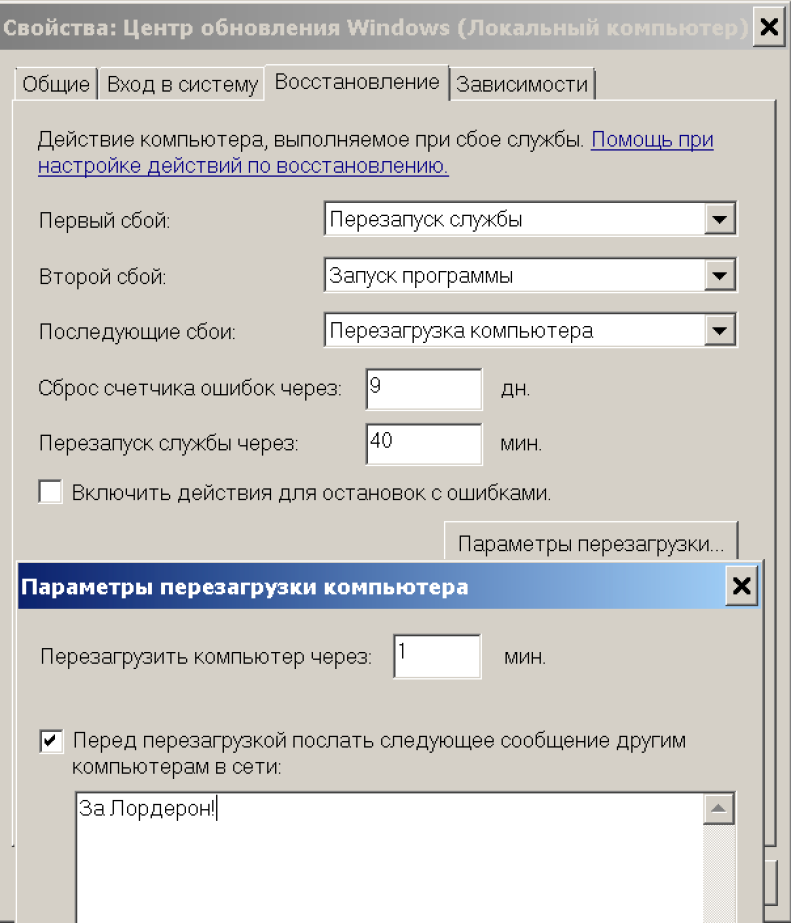 Свойства: Центр обновления Windows (Локальный компьютер)
Общие Вход в систему Восстановление Зависимости
Действие компьютера, выполняемое при сбое службы. Помощь при
настройке действий по восстановлению.
Первый сбой: Перезапуск службы
Второй сбой: Запуск программы
Последующие сбои: Перезагрузка компьютера
Сброс счетчика ошибок через: 9 дн.
Перезапуск службы через: 40 мин.
Включить действия для остановок с ошибками.
Параметры перезагрузки...
Параметры перезагрузки компьютера
Перезагрузить компьютер через: 1 мин.
Перед перезагрузкой послать следующее сообщение другим
компьютерам в сети:
За Лордерон!